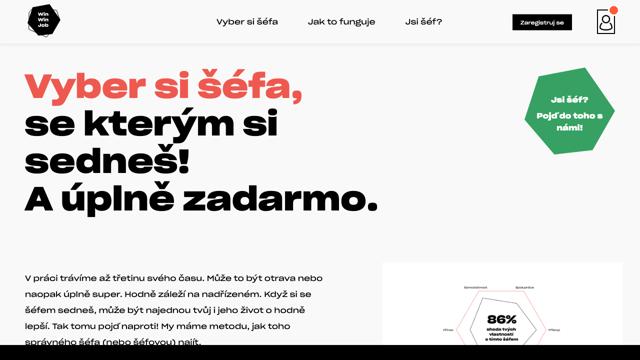 Win
Win
Job
Vyber si šéfa
Jak to funguje
Jsi šéf?
Zaregistruj se
Vyber si šéfa,
se kterým si
sedneš!
A úplně zadarmo.
Jsi šéf?
Pojď do toho s
námi!
V práci trávíme až třetinu svého času. Může to být otrava nebo
naopak úplně super. Hodně záleží na nadřízeném. Když si se
šéfem sedneš, může být najednou tvůj i jeho život o hodně
lepší. Tak tomu pojď naproti! My máme metodu, jak toho
správného šéfa (nebo šéfovou) najít.
86%
shoda tvých
vlastností
s tímto šéfem